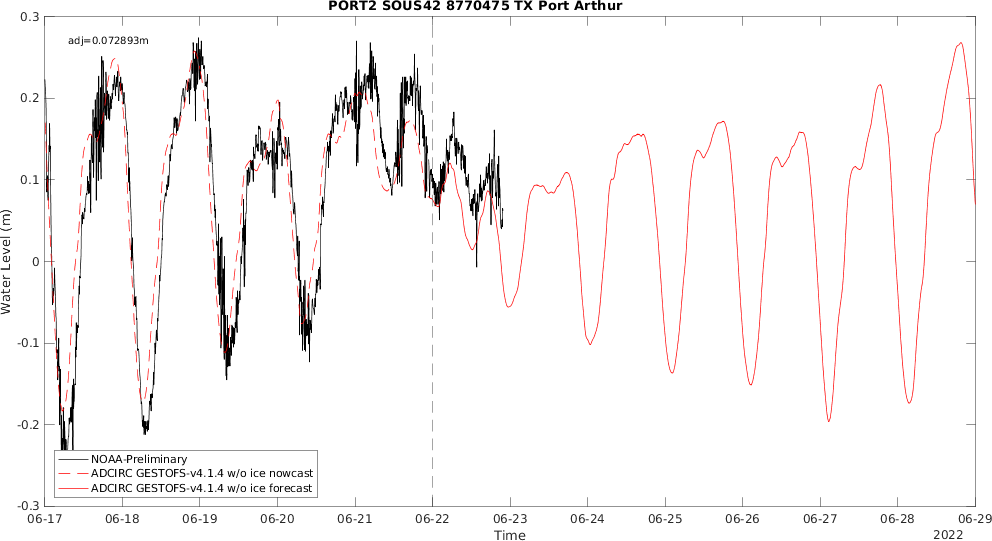 PORT2 SOUS42 8770475 TX Port Arthur
adj=0.072893m
0.3
0.2
0.1
0
-0.1
-0.2
-0.3
Water Level (m)
NOAA-Preliminary
ADCIRC GESTOFS-v4.1.4 w/o ice nowcast
ADCIRC GESTOFS-v4.1.4 w/o ice forecast
06-17 06-18 06-19 06-20 06-21 06-22 06-23 06-24 06-25 06-26 06-27 06-28 06-29
Time
2022